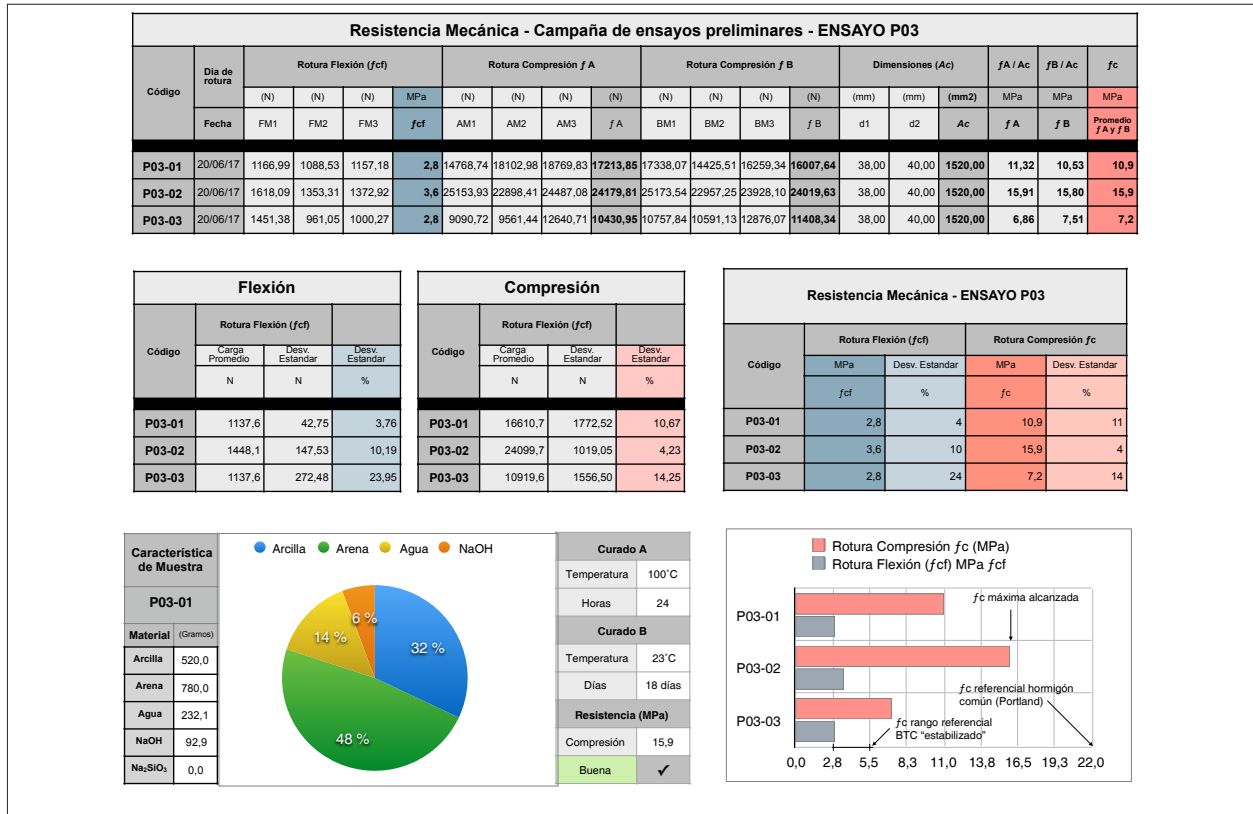 Resistencia Mecánica - Campaña de ensayos preliminares - ENSAYO P03
Código Dia de rotura Rotura Flexión (ƒcf) Rotura Compresión ƒ A Rotura Compresión ƒ B Dimensiones (Ac) ƒA / Ac ƒB / Ac ƒc
(N) (N) (N) MPa (N) (N) (N) (N) (N) (N) (N) (N) (mm) (mm) (mm2) MPa MPa MPa
Fecha FM1 FM2 FM3 ƒcf AM1 AM2 AM3 ƒ A BM1 BM2 BM3 ƒ B d1 d2 Ac ƒ A ƒ B Promedio ƒ A y ƒ B
P03-01 20/06/17 1166,99 1088,53 1157,18 2,8 14768,74 18102,98 18769,83 17213,85 17338,07 14425,51 16259,34 16007,64 38,00 40,00 1520,00 11,32 10,53 10,9
P03-02 20/06/17 1618,09 1353,31 1372,92 3,6 25153,93 22898,41 24487,08 24179,81 25173,54 22957,25 23928,10 24019,63 38,00 40,00 1520,00 15,91 15,80 15,9
P03-03 20/06/17 1451,38 961,05 1000,27 2,8 9090,72 9561,44 12640,71 10430,95 10757,84 10591,13 12876,07 11408,34 38,00 40,00 1520,00 6,86 7,51 7,2
Flexión
Código Rotura Flexión (ƒcf)
Carga Promedio Desv. Estandar Desv. Estandar
N N %
P03-01 1137,6 42,75 3,76
P03-02 1448,1 147,53 10,19
P03-03 1137,6 272,48 23,95
Compresión
Código Rotura Flexión (ƒcf)
Carga Promedio Desv. Estandar Desv. Estandar
N N %
P03-01 16610,7 1772,52 10,67
P03-02 24099,7 1019,05 4,23
P03-03 10919,6 1556,50 14,25
Resistencia Mecánica - ENSAYO P03
Código Rotura Flexión (ƒcf) Rotura Compresión ƒc
MPa Desv. Estandar MPa Desv. Estandar
ƒcf % ƒc %
P03-01 2,8 4 10,9 11
P03-02 3,6 10 15,9 4
P03-03 2,8 24 7,2 14
Característica
de Muestra
P03-01
Material (Gramos)
Arcilla 520,0
Arena 780,0
Agua 232,1
NaOH 92,9
Na₂SiO₃ 0,0
Arcilla Arena Agua NaOH
6 %
14 %
32 %
48 %
Curado A
Temperatura 100˚C
Horas 24
Curado B
Temperatura 23˚C
Días 18 días
Resistencia (MPa)
Compresión 15,9
Buena ✓
Rotura Compresión ƒc (MPa)
Rotura Flexión (ƒcf) MPa ƒcf
ƒc máxima alcanzada
P03-01
P03-02
ƒc referencial hormigón
común (Portland)
P03-03
ƒc rango referencial
BTC “estabilizado”
0,0 2,8 5,5 8,3 11,0 13,8 16,5 19,3 22,0